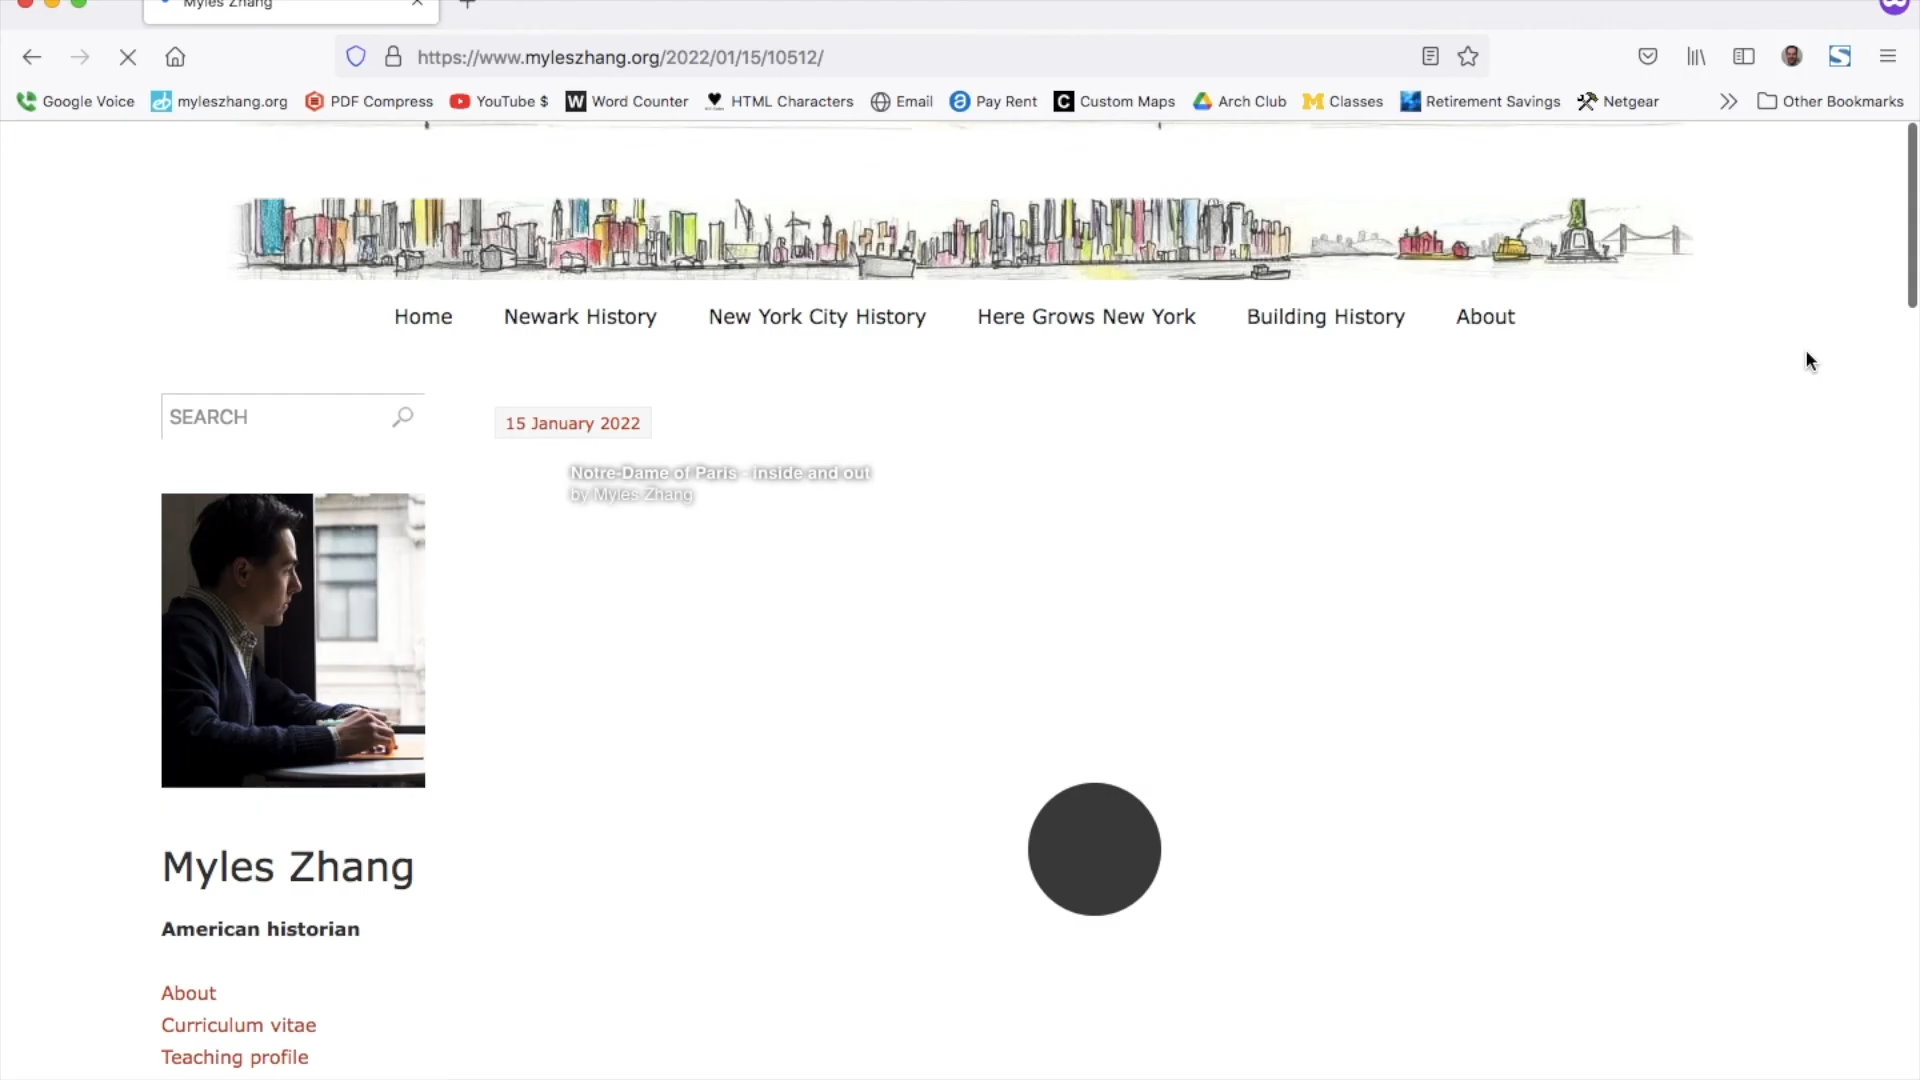 Myles Zhang
https://www.myleszhang.org/2022/01/15/10512/
Google Voice myleszhang.org PDF Compress YouTube $ Word Counter HTML Characters Email Pay Rent Custom Maps Arch Club Classes Retirement Savings Netgear Other Bookmarks
Home Newark History New York City History Here Grows New York Building History About
SEARCH
15 January 2022
Notre-Dame of Paris - inside and out
by Myles Zhang
Myles Zhang
American historian
About
Curriculum vitae
Teaching profile